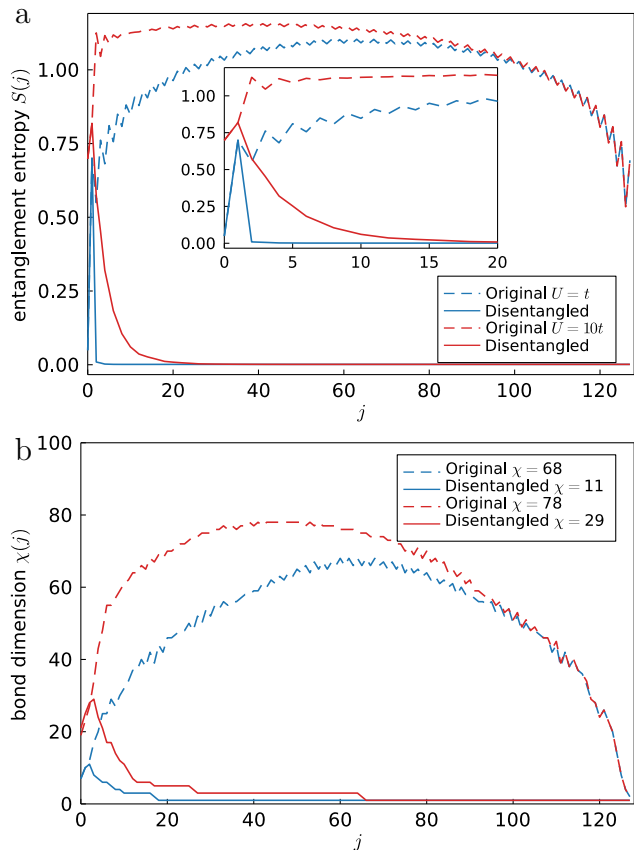 a
entanglement entropy S(j)
1.00
0.75
0.50
0.25
0.00
1.00
0.75
0.50
0.25
0.00
0 5 10 15 20
Original U = t
Disentangled
Original U = 10t
Disentangled
0 20 40 60 80 100 120
j
b
bond dimension χ(j)
100
80
60
40
20
0
Original χ = 68
Disentangled χ = 11
Original χ = 78
Disentangled χ = 29
0 20 40 60 80 100 120
j